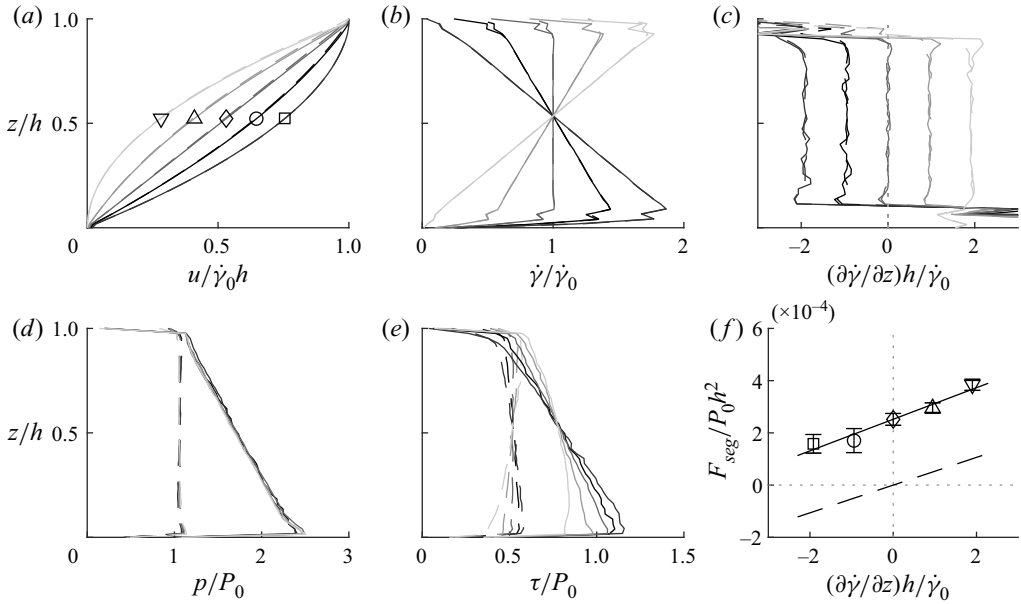 (a) (b) (c)
1.0 z/h 0.5 0 0.5 1.0 u/γ̇₀h
0 1 2 γ̇/γ̇₀
−2 0 2 (∂γ̇/∂z)h/γ̇₀
(d) (e) (f)
1.0 z/h 0.5 0 1 2 3 p/P₀
0 0.5 1.0 1.5 τ/P₀
(×10⁻⁴) 6 4 2 0 −2 F_seg/P₀h² −2 0 2 (∂γ̇/∂z)h/γ̇₀